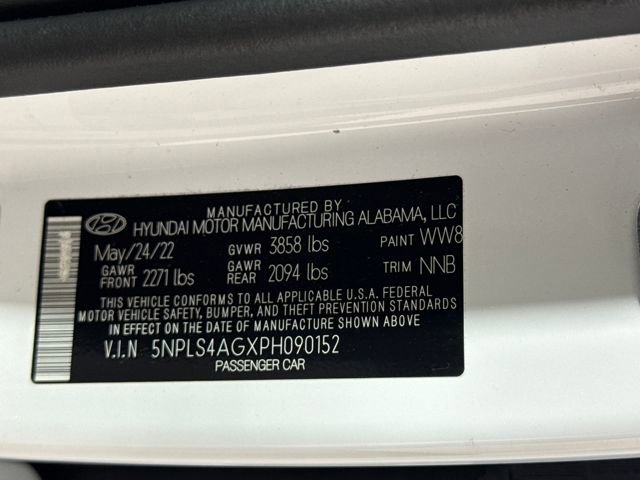 MANUFACTURED BY
HYUNDAI MOTOR MANUFACTURING ALABAMA, LLC
May/24/22 GVWR 3858 lbs PAINT WW8
GAWR FRONT 2271 lbs GAWR REAR 2094 lbs TRIM NNB
THIS VEHICLE CONFORMS TO ALL APPLICABLE U.S.A. FEDERAL
MOTOR VEHICLE SAFETY, BUMPER, AND THEFT PREVENTION STANDARDS
IN EFFECT ON THE DATE OF MANUFACTURE SHOWN ABOVE
V.I.N 5NPLS4AGXPH090152
PASSENGER CAR